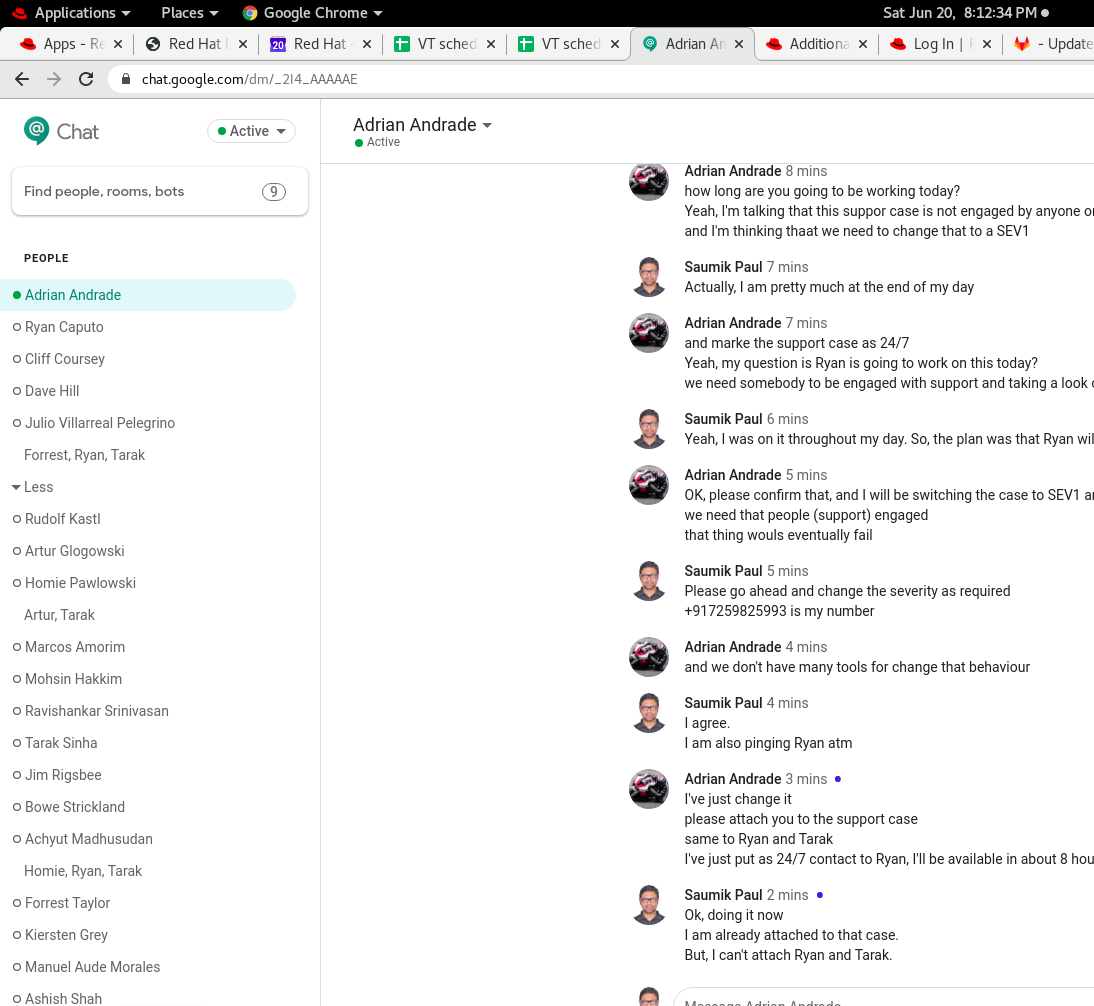 Applications Places Google Chrome Sat Jun 20, 8:12:34 PM
Apps - Re Red Hat 20 Red Hat - VT sched VT sched Adrian An Additiona Log In | - Update
chat.google.com/dm/_2I4_AAAAAE
Chat Active
Find people, rooms, bots 9
PEOPLE
Adrian Andrade
Ryan Caputo
Cliff Coursey
Dave Hill
Julio Villarreal Pelegrino
Forrest, Ryan, Tarak
Less
Rudolf Kastl
Artur Glogowski
Homie Pawlowski
Artur, Tarak
Marcos Amorim
Mohsin Hakkim
Ravishankar Srinivasan
Tarak Sinha
Jim Rigsbee
Bowe Strickland
Achyut Madhusudan
Homie, Ryan, Tarak
Forrest Taylor
Kiersten Grey
Manuel Aude Morales
Ashish Shah
Adrian Andrade
Active
Adrian Andrade 8 mins
how long are you going to be working today?
Yeah, I'm talking that this suppor case is not engaged by anyone
and I'm thinking thaat we need to change that to a SEV1
Saumik Paul 7 mins
Actually, I am pretty much at the end of my day
Adrian Andrade 7 mins
and marke the support case as 24/7
Yeah, my question is Ryan is going to work on this today?
we need somebody to be engaged with support and taking a look
Saumik Paul 6 mins
Yeah, I was on it throughout my day. So, the plan was that Ryan wil
Adrian Andrade 5 mins
OK, please confirm that, and I will be switching the case to SEV1
we need that people (support) engaged
that thing wouls eventually fail
Saumik Paul 5 mins
Please go ahead and change the severity as required
+917259825993 is my number
Adrian Andrade 4 mins
and we don't have many tools for change that behaviour
Saumik Paul 4 mins
I agree.
I am also pinging Ryan atm
Adrian Andrade 3 mins
I've just change it
please attach you to the support case
same to Ryan and Tarak
I've just put as 24/7 contact to Ryan, I'll be available in about 8 hou
Saumik Paul 2 mins
Ok, doing it now
I am already attached to that case.
But, I can't attach Ryan and Tarak.
Message Adrian Andrade